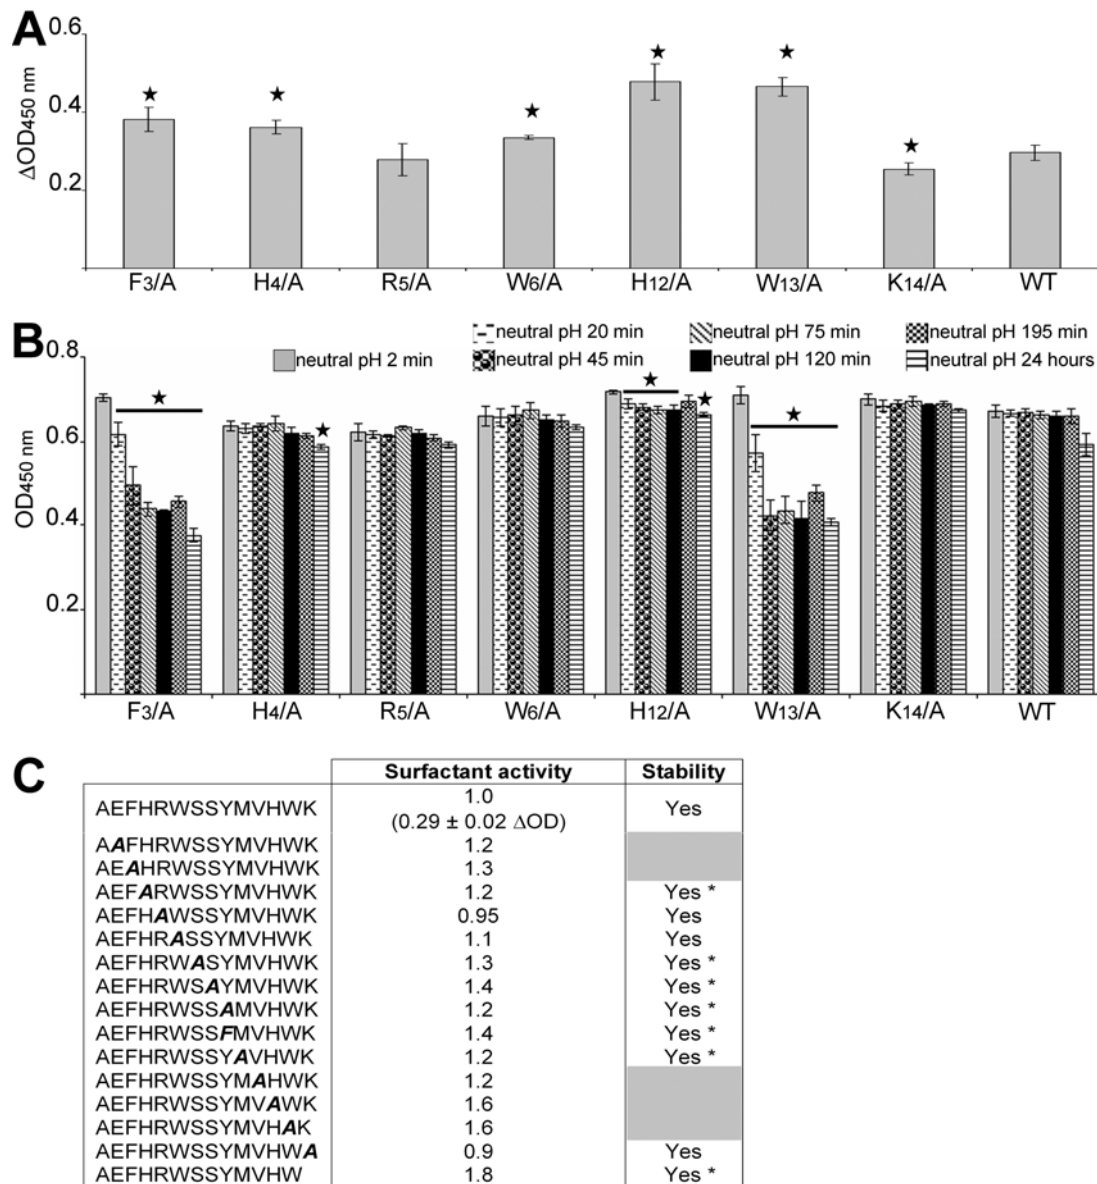 A
0.6
0.4
0.2
ΔOD450 nm
F3/A H4/A R5/A W6/A H12/A W13/A K14/A WT
★ ★ ★ ★ ★ ★
B
neutral pH 20 min neutral pH 75 min neutral pH 195 min
neutral pH 2 min neutral pH 45 min neutral pH 120 min neutral pH 24 hours
0.8
0.6
0.4
0.2
OD450 nm
★ ★ ★ ★ ★
F3/A H4/A R5/A W6/A H12/A W13/A K14/A WT
C
Surfactant activity Stability
AEFHRWSSYMVHWK 1.0 (0.29 ± 0.02 ΔOD) Yes
AAFHRWSSYMVHWK 1.2
AEAHRWSSYMVHWK 1.3
AEFARWSSYMVHWK 1.2 Yes *
AEFHAWSSYMVHWK 0.95 Yes
AEFHRASSYMVHWK 1.1 Yes
AEFHRWASYMVHWK 1.3 Yes *
AEFHRWSAYMVHWK 1.4 Yes *
AEFHRWSSAMVHWK 1.2 Yes *
AEFHRWSSFMVHWK 1.4 Yes *
AEFHRWSSYAVHWK 1.2 Yes *
AEFHRWSSYMAHWK 1.2
AEFHRWSSYMVAWK 1.6
AEFHRWSSYMVHAK 1.6
AEFHRWSSYMVHWA 0.9 Yes
AEFHRWSSYMVHW 1.8 Yes *